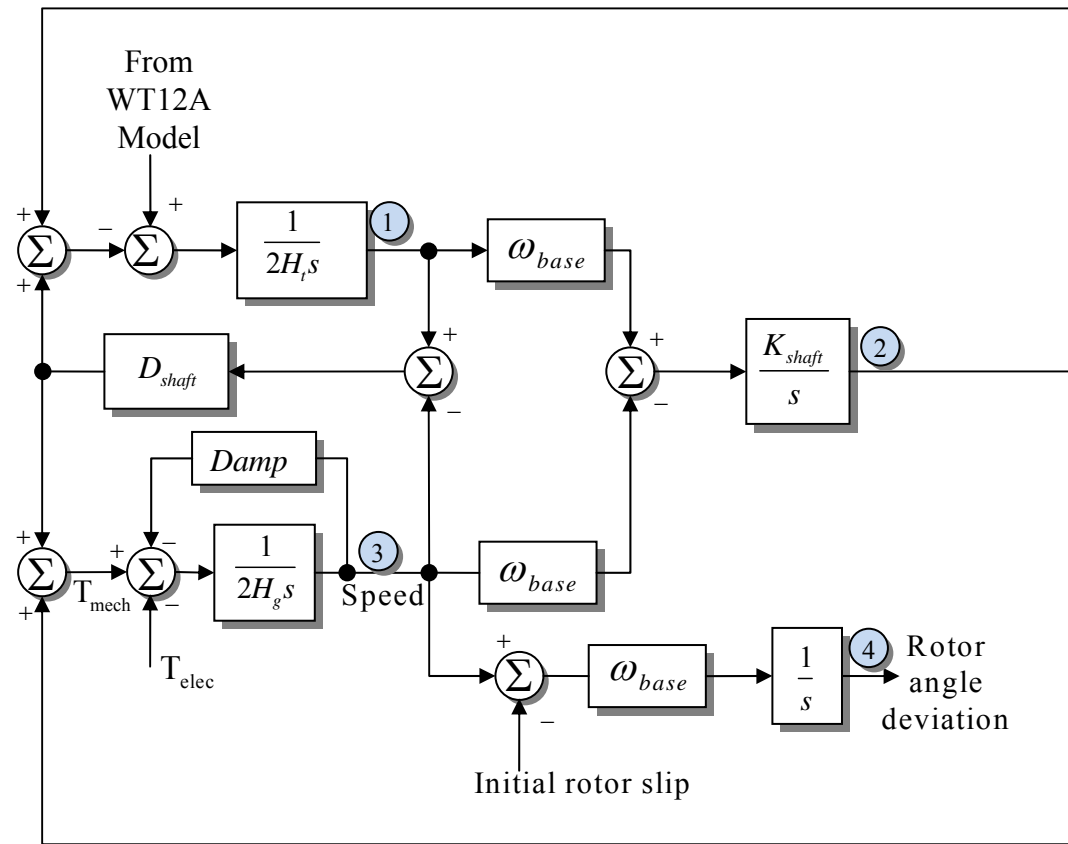 From
WT12A
Model
+
+
−
Σ
Σ
+
1
2Hₜs
1
ω_base
+
D_shaft
+
Σ
−
+
Σ
−
K_shaft
s
2
Damp
+
Σ
+
T_mech
+
−
Σ
−
1
2H_g s
3
Speed
ω_base
T_elec
+
Σ
−
ω_base
1
s
4
Rotor
angle
deviation
Initial rotor slip